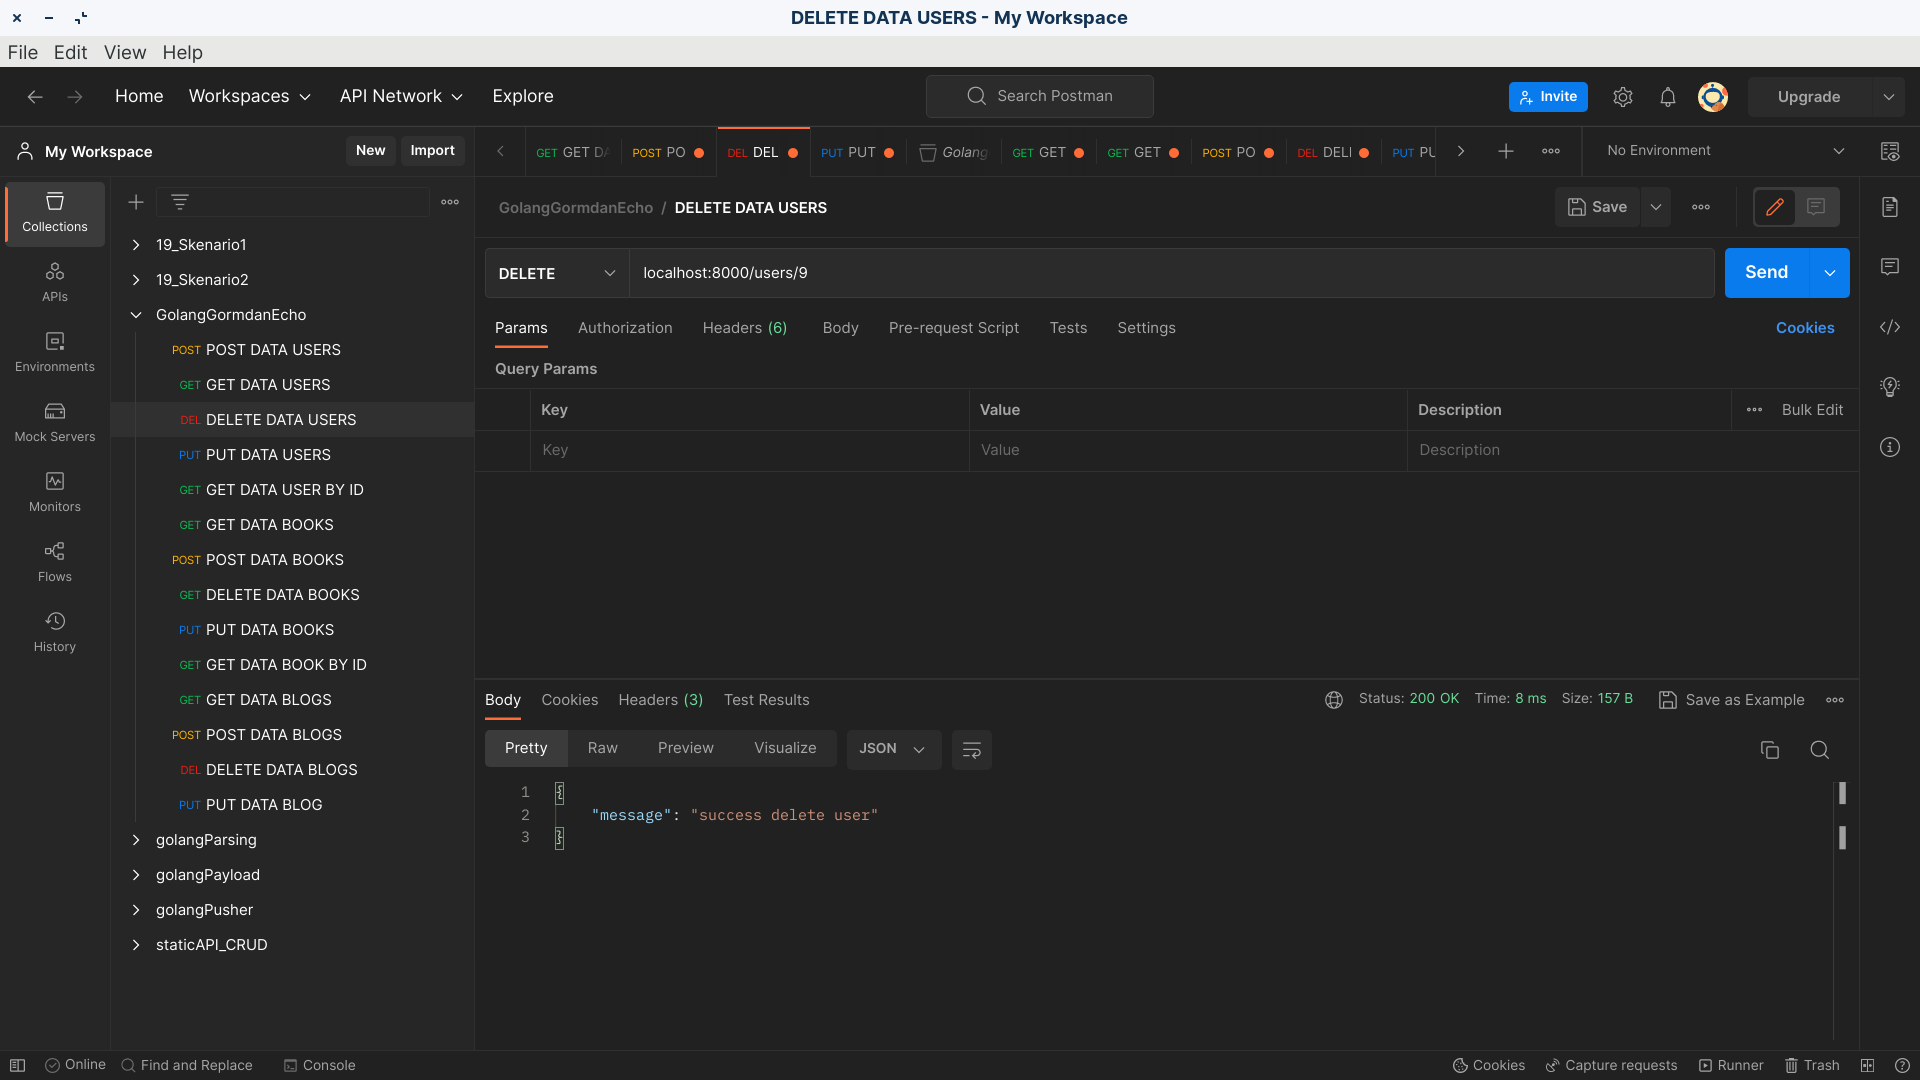 DELETE DATA USERS - My Workspace
File Edit View Help
Home Workspaces API Network Explore
Search Postman
Invite
Upgrade
My Workspace
New Import
GET GET DA
POST PO
DEL DEL
PUT PUT
Golang
GET GET
GET GET
POST PO
DEL DELI
PUT PU
No Environment
Collections
APIs
Environments
Mock Servers
Monitors
Flows
History
19_Skenario1
19_Skenario2
GolangGormdanEcho
POST POST DATA USERS
GET GET DATA USERS
DEL DELETE DATA USERS
PUT PUT DATA USERS
GET GET DATA USER BY ID
GET GET DATA BOOKS
POST POST DATA BOOKS
GET DELETE DATA BOOKS
PUT PUT DATA BOOKS
GET GET DATA BOOK BY ID
GET GET DATA BLOGS
POST POST DATA BLOGS
DEL DELETE DATA BLOGS
PUT PUT DATA BLOG
golangParsing
golangPayload
golangPusher
staticAPI_CRUD
GolangGormdanEcho / DELETE DATA USERS
Save
DELETE localhost:8000/users/9
Send
Params Authorization Headers (6) Body Pre-request Script Tests Settings
Cookies
Query Params
Key Value Description
Bulk Edit
Key Value Description
Body Cookies Headers (3) Test Results
Status: 200 OK Time: 8 ms Size: 157 B
Save as Example
Pretty Raw Preview Visualize JSON
1 {
2 "message": "success delete user"
3 }
Online Find and Replace Console
Cookies Capture requests Runner Trash